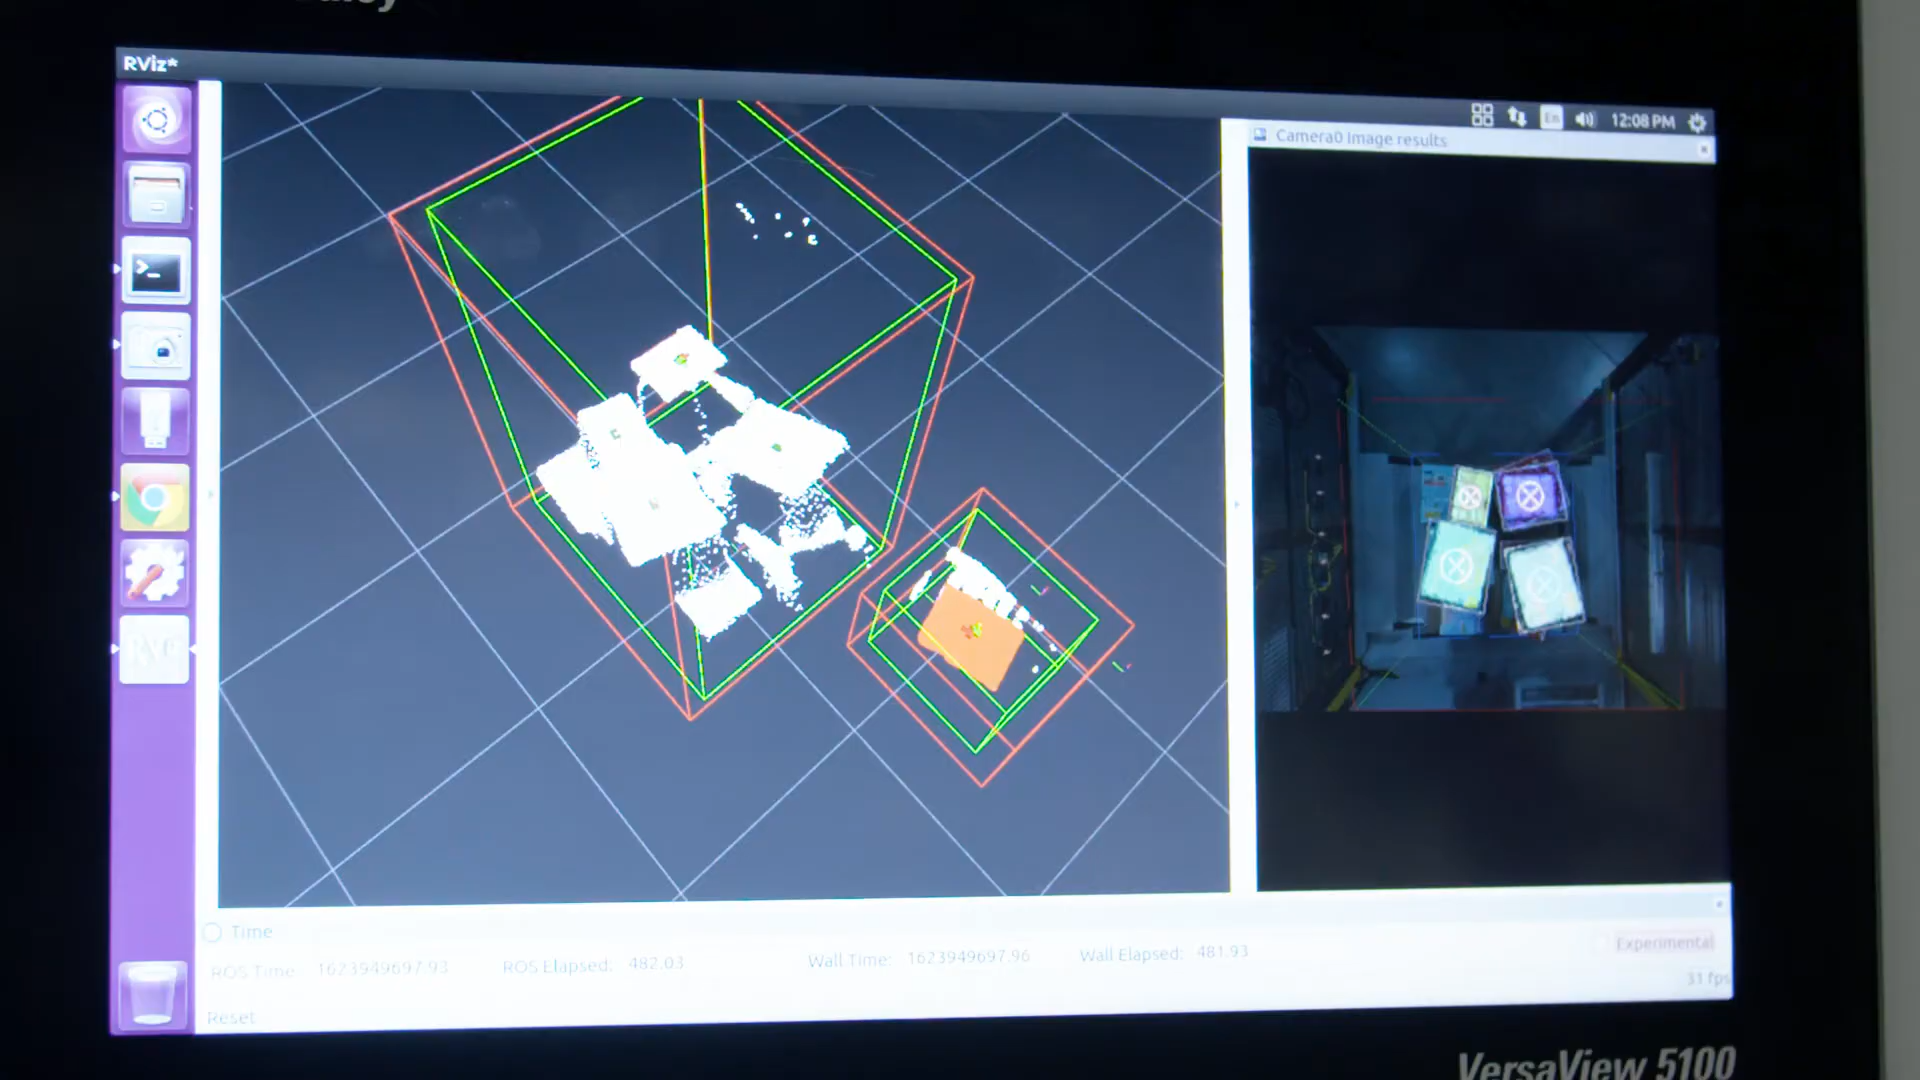 RViz*
En
12:08 PM
Camera0 Image results
Time
ROS Time: 1623949697.93
ROS Elapsed: 482.03
Wall Time: 1623949697.96
Wall Elapsed: 481.93
Experimental
31 fps
Reset
VersaView 5100